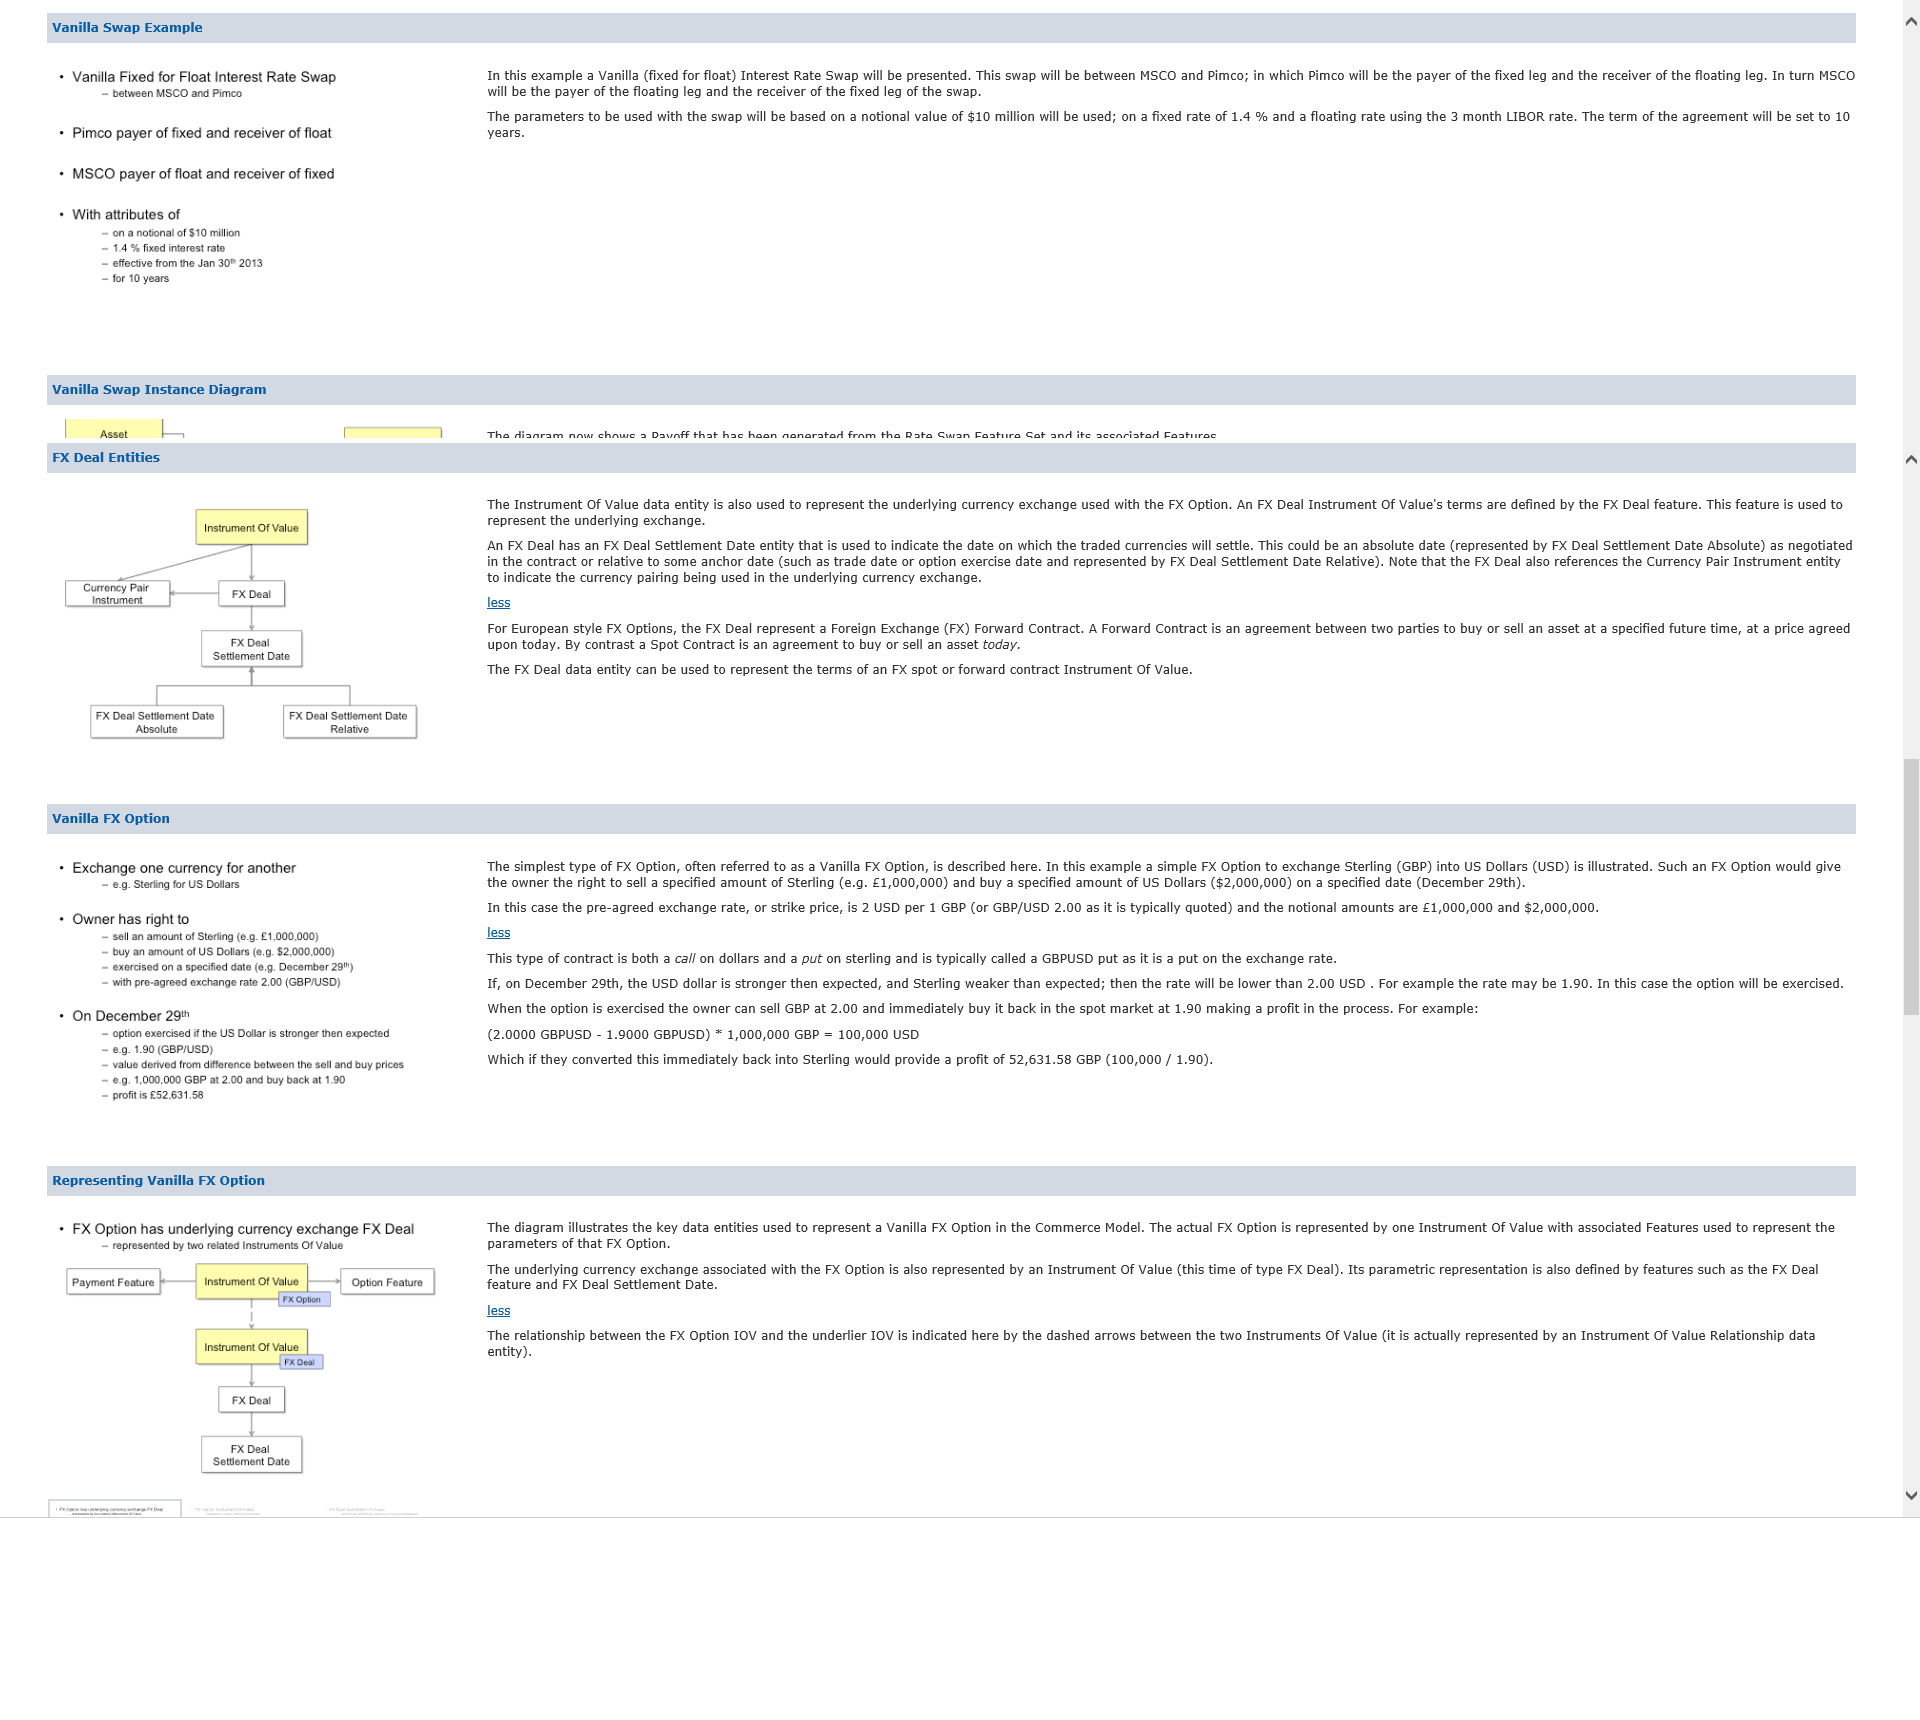 Vanilla Swap Example
• Vanilla Fixed for Float Interest Rate Swap
– between MSCO and Pimco
• Pimco payer of fixed and receiver of float
• MSCO payer of float and receiver of fixed
• With attributes of
– on a notional of $10 million
– 1.4 % fixed interest rate
– effective from the Jan 30th 2013
– for 10 years
In this example a Vanilla (fixed for float) Interest Rate Swap will be presented. This swap will be between MSCO and Pimco; in which Pimco will be the payer of the fixed leg and the receiver of the floating leg. In turn MSCO
will be the payer of the floating leg and the receiver of the fixed leg of the swap.
The parameters to be used with the swap will be based on a notional value of $10 million will be used; on a fixed rate of 1.4 % and a floating rate using the 3 month LIBOR rate. The term of the agreement will be set to 10
years.
Vanilla Swap Instance Diagram
Asset
The diagram now shows a Payoff that has been generated from the Rate Swap Feature Set and its associated Features
FX Deal Entities
Instrument Of Value
Currency Pair
Instrument
FX Deal
FX Deal
Settlement Date
FX Deal Settlement Date
Absolute
FX Deal Settlement Date
Relative
The Instrument Of Value data entity is also used to represent the underlying currency exchange used with the FX Option. An FX Deal Instrument Of Value's terms are defined by the FX Deal feature. This feature is used to
represent the underlying exchange.
An FX Deal has an FX Deal Settlement Date entity that is used to indicate the date on which the traded currencies will settle. This could be an absolute date (represented by FX Deal Settlement Date Absolute) as negotiated
in the contract or relative to some anchor date (such as trade date or option exercise date and represented by FX Deal Settlement Date Relative). Note that the FX Deal also references the Currency Pair Instrument entity
to indicate the currency pairing being used in the underlying currency exchange.
less
For European style FX Options, the FX Deal represent a Foreign Exchange (FX) Forward Contract. A Forward Contract is an agreement between two parties to buy or sell an asset at a specified future time, at a price agreed
upon today. By contrast a Spot Contract is an agreement to buy or sell an asset today.
The FX Deal data entity can be used to represent the terms of an FX spot or forward contract Instrument Of Value.
Vanilla FX Option
• Exchange one currency for another
– e.g. Sterling for US Dollars
• Owner has right to
– sell an amount of Sterling (e.g. £1,000,000)
– buy an amount of US Dollars (e.g. $2,000,000)
– exercised on a specified date (e.g. December 29th)
– with pre-agreed exchange rate 2.00 (GBP/USD)
• On December 29th
– option exercised if the US Dollar is stronger then expected
– e.g. 1.90 (GBP/USD)
– value derived from difference between the sell and buy prices
– e.g. 1,000,000 GBP at 2.00 and buy back at 1.90
– profit is £52,631.58
The simplest type of FX Option, often referred to as a Vanilla FX Option, is described here. In this example a simple FX Option to exchange Sterling (GBP) into US Dollars (USD) is illustrated. Such an FX Option would give
the owner the right to sell a specified amount of Sterling (e.g. £1,000,000) and buy a specified amount of US Dollars ($2,000,000) on a specified date (December 29th).
In this case the pre-agreed exchange rate, or strike price, is 2 USD per 1 GBP (or GBP/USD 2.00 as it is typically quoted) and the notional amounts are £1,000,000 and $2,000,000.
less
This type of contract is both a call on dollars and a put on sterling and is typically called a GBPUSD put as it is a put on the exchange rate.
If, on December 29th, the USD dollar is stronger then expected, and Sterling weaker than expected; then the rate will be lower than 2.00 USD . For example the rate may be 1.90. In this case the option will be exercised.
When the option is exercised the owner can sell GBP at 2.00 and immediately buy it back in the spot market at 1.90 making a profit in the process. For example:
(2.0000 GBPUSD - 1.9000 GBPUSD) * 1,000,000 GBP = 100,000 USD
Which if they converted this immediately back into Sterling would provide a profit of 52,631.58 GBP (100,000 / 1.90).
Representing Vanilla FX Option
• FX Option has underlying currency exchange FX Deal
– represented by two related Instruments Of Value
Payment Feature
Instrument Of Value
Option Feature
FX Option
Instrument Of Value
FX Deal
FX Deal
FX Deal
Settlement Date
The diagram illustrates the key data entities used to represent a Vanilla FX Option in the Commerce Model. The actual FX Option is represented by one Instrument Of Value with associated Features used to represent the
parameters of that FX Option.
The underlying currency exchange associated with the FX Option is also represented by an Instrument Of Value (this time of type FX Deal). Its parametric representation is also defined by features such as the FX Deal
feature and FX Deal Settlement Date.
less
The relationship between the FX Option IOV and the underlier IOV is indicated here by the dashed arrows between the two Instruments Of Value (it is actually represented by an Instrument Of Value Relationship data
entity).
• FX Option has underlying currency exchange FX Deal
– represented by two related Instruments Of Value